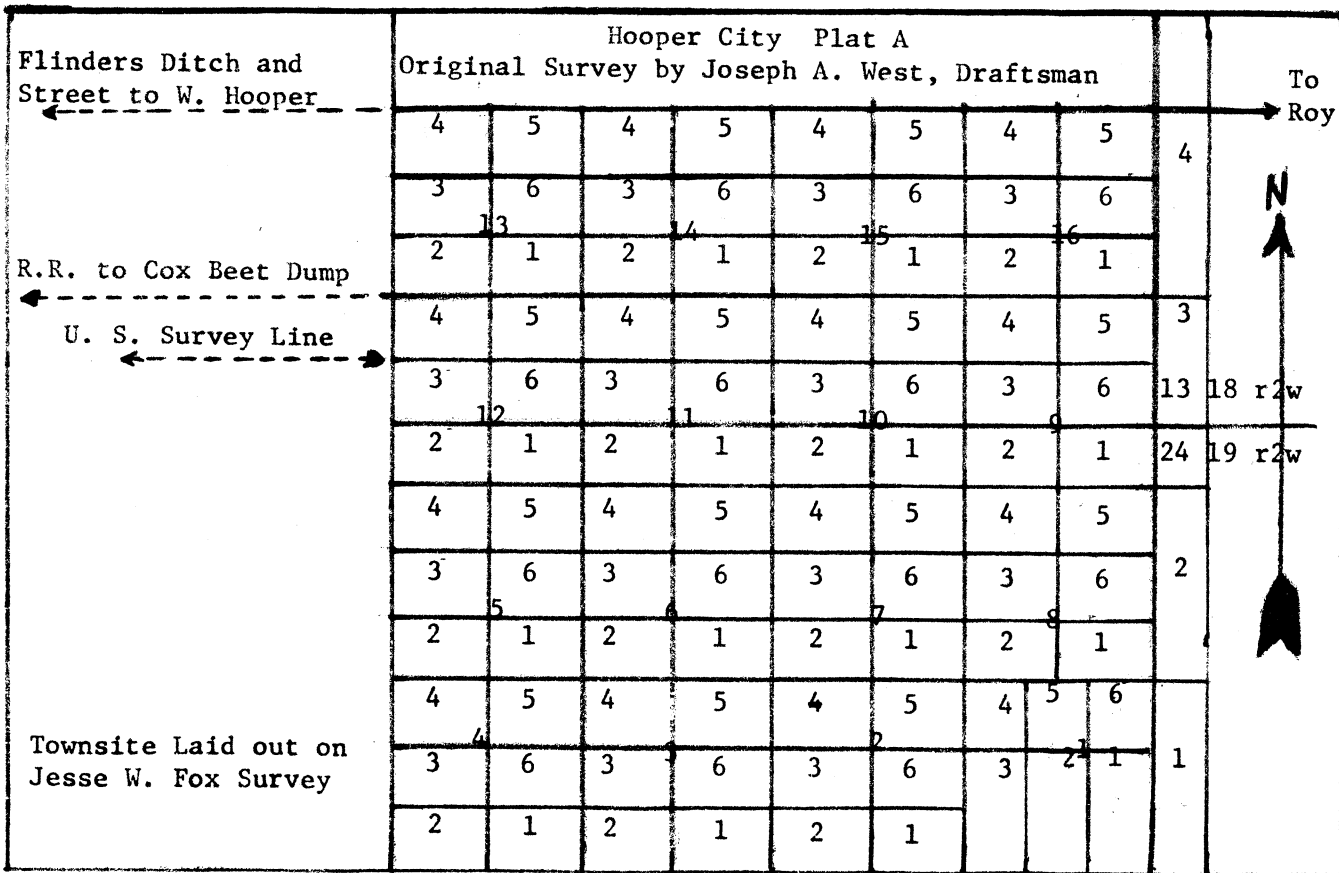 Hooper City Plat A
Flinders Ditch and
Original Survey by Joseph A. West, Draftsman
To
Street to W. Hooper
Roy
4 5 4 5 4 5 4 5
4
3 6 3 6 3 6 3 6
N
13 14 15 16
2 1 2 1 2 1 2 1
R.R. to Cox Beet Dump
4 5 4 5 4 5 4 5
3
U. S. Survey Line
3 6 3 6 3 6 3 6
13 18 r2w
12 11 10 9
2 1 2 1 2 1 2 1
24 19 r2w
4 5 4 5 4 5 4 5
3 6 3 6 3 6 3 6
2
5 6 7 8
2 1 2 1 2 1 2 1
4 5 4 5 4 5 4 5 6
4 3 2 1
Townsite Laid out on
3 6 3 6 3 6 3 2 1
1
Jesse W. Fox Survey
2 1 2 1 2 1